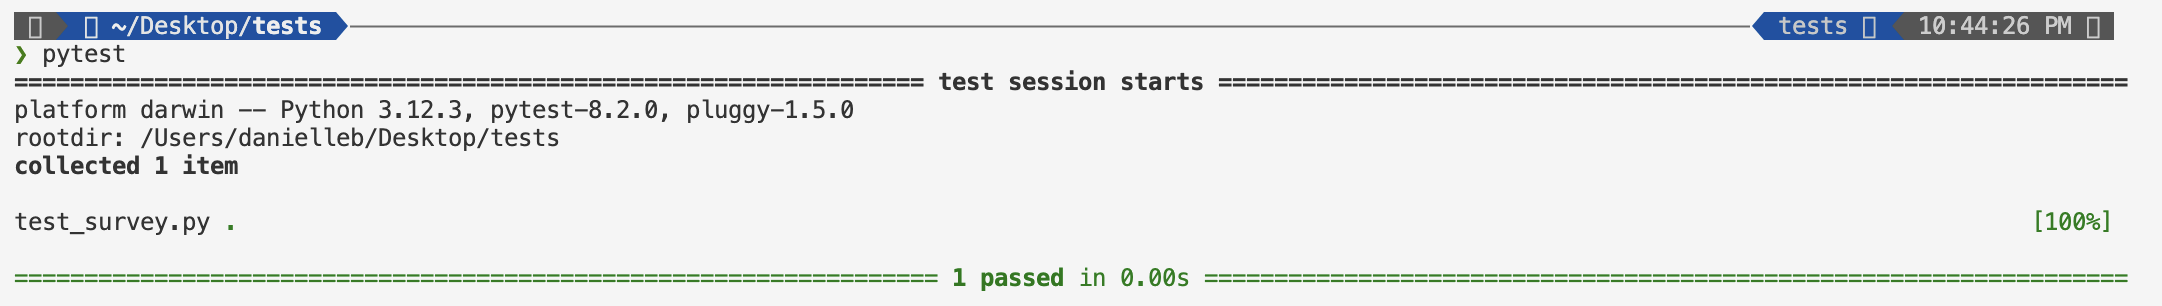 ~/Desktop/tests tests 10:44:26 PM
❯ pytest
================================================================= test session starts =================================================================
platform darwin -- Python 3.12.3, pytest-8.2.0, pluggy-1.5.0
rootdir: /Users/danielleb/Desktop/tests
collected 1 item
test_survey.py . [100%]
================================================================== 1 passed in 0.00s ==================================================================